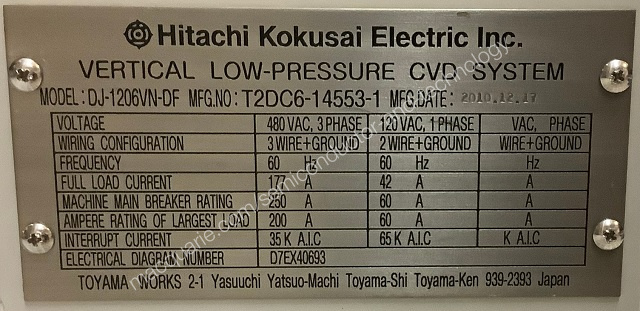 Hitachi Kokusai Electric Inc.
VERTICAL LOW-PRESSURE CVD SYSTEM
MODEL: DJ-1206VN-DF MFG.NO: T2DC6-14553-1 MFG.DATE: 2010.12.17
VOLTAGE 480 VAC, 3 PHASE 120 VAC, 1 PHASE VAC, PHASE
WIRING CONFIGURATION 3 WIRE+GROUND 2 WIRE+GROUND WIRE+GROUND
FREQUENCY 60 Hz 60 Hz Hz
FULL LOAD CURRENT 177 A 42 A A
MACHINE MAIN BREAKER RATING 250 A 60 A A
AMPERE RATING OF LARGEST LOAD 200 A 60 A A
INTERRUPT CURRENT 35 K A.I.C 65 K A.I.C K A.I.C
ELECTRICAL DIAGRAM NUMBER D7EX40693
TOYAMA WORKS 2-1 Yasuuchi Yatsuo-Machi Toyama-Shi Toyama-Ken 939-2393 Japan